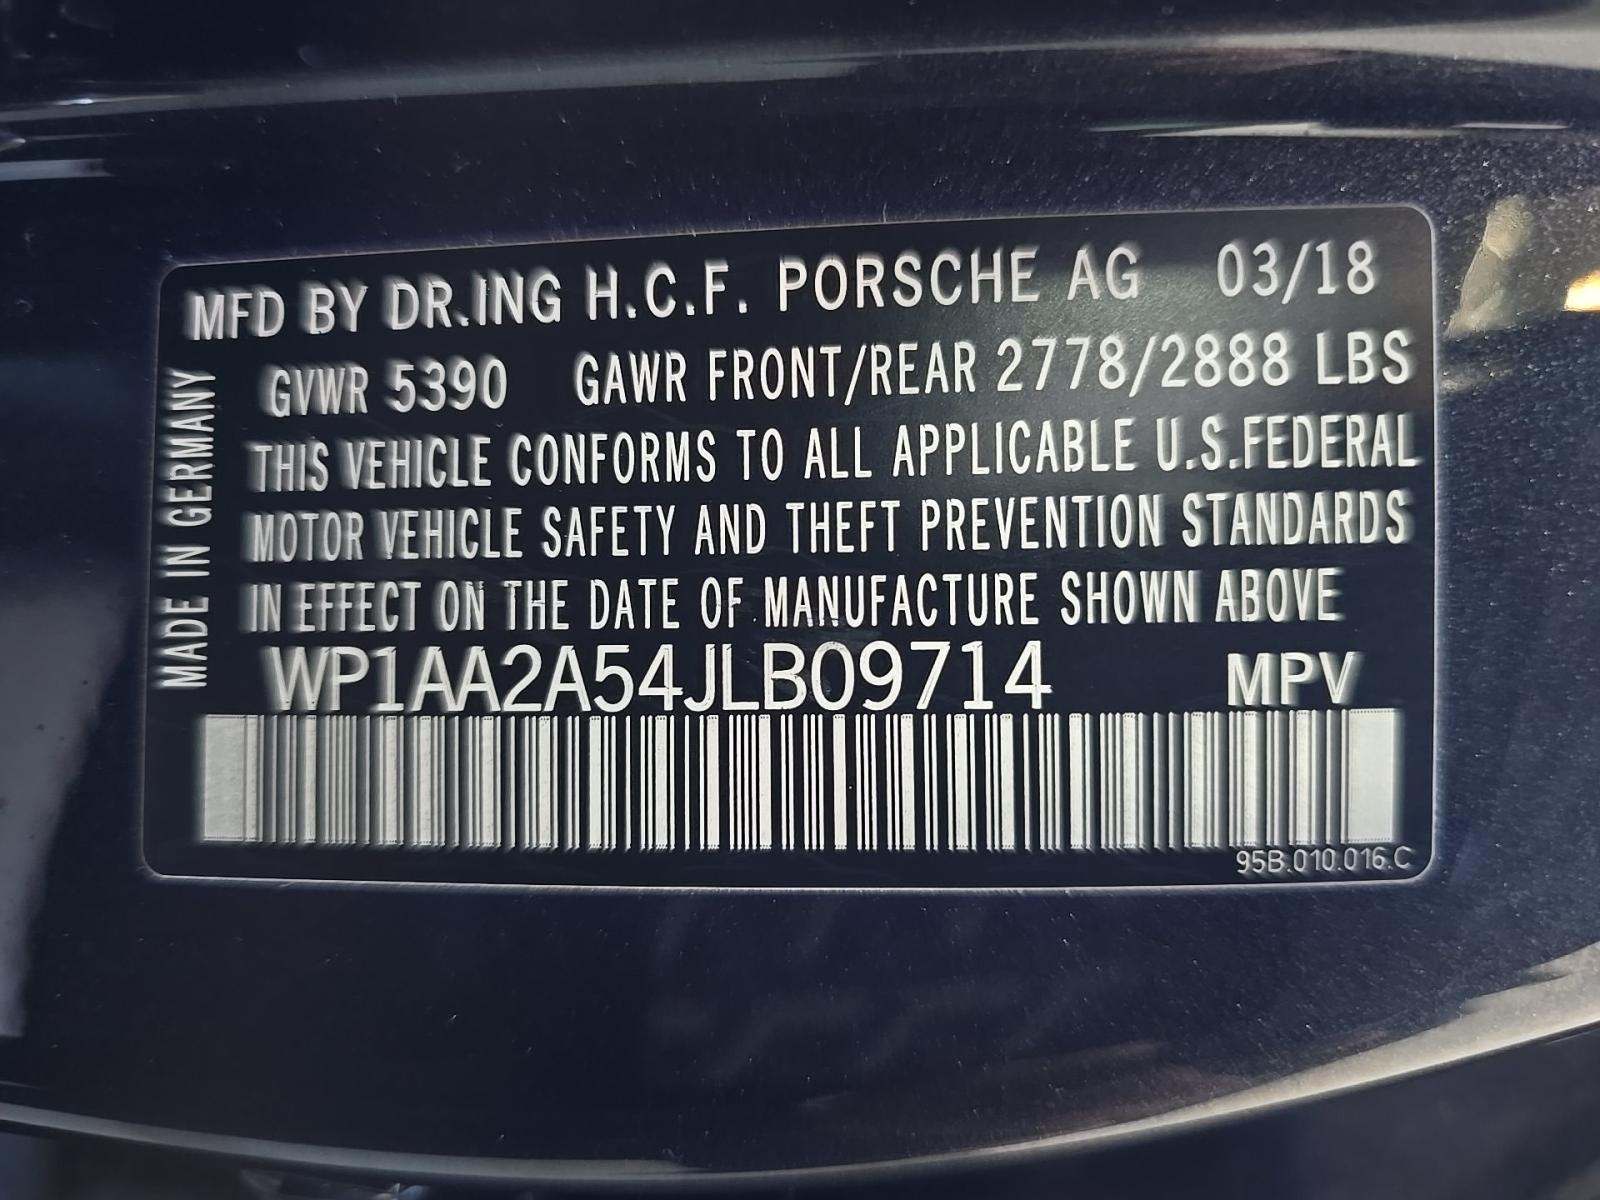 MFD BY DR.ING H.C.F. PORSCHE AG 03/18
GVWR 5390 GAWR FRONT/REAR 2778/2888 LBS
THIS VEHICLE CONFORMS TO ALL APPLICABLE U.S.FEDERAL
MOTOR VEHICLE SAFETY AND THEFT PREVENTION STANDARDS
IN EFFECT ON THE DATE OF MANUFACTURE SHOWN ABOVE
WP1AA2A54JLB09714 MPV
95B.010.016.C
MADE IN GERMANY